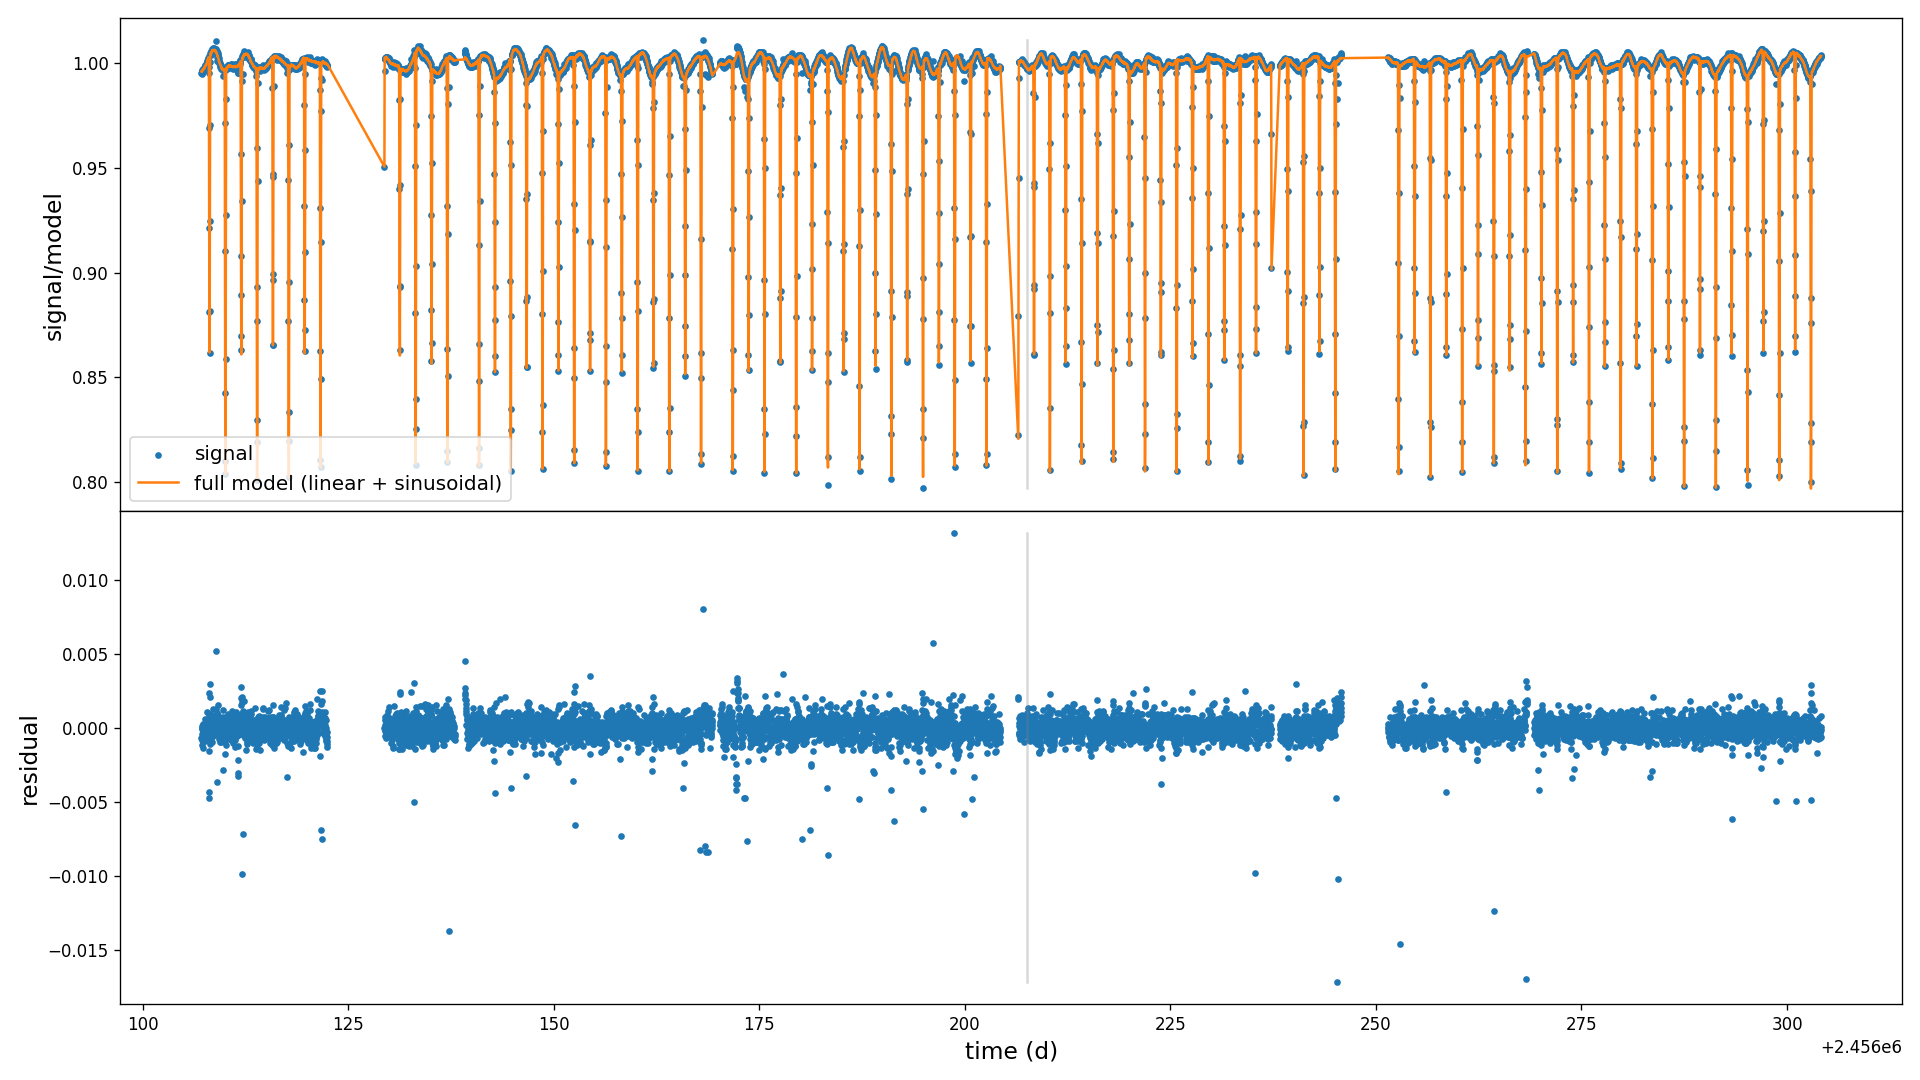 1.00
0.95
0.90
0.85
0.80
signal/model
signal
full model (linear + sinusoidal)
0.010
0.005
0.000
−0.005
−0.010
−0.015
residual
100 125 150 175 200 225 250 275 300
time (d)
+2.456e6